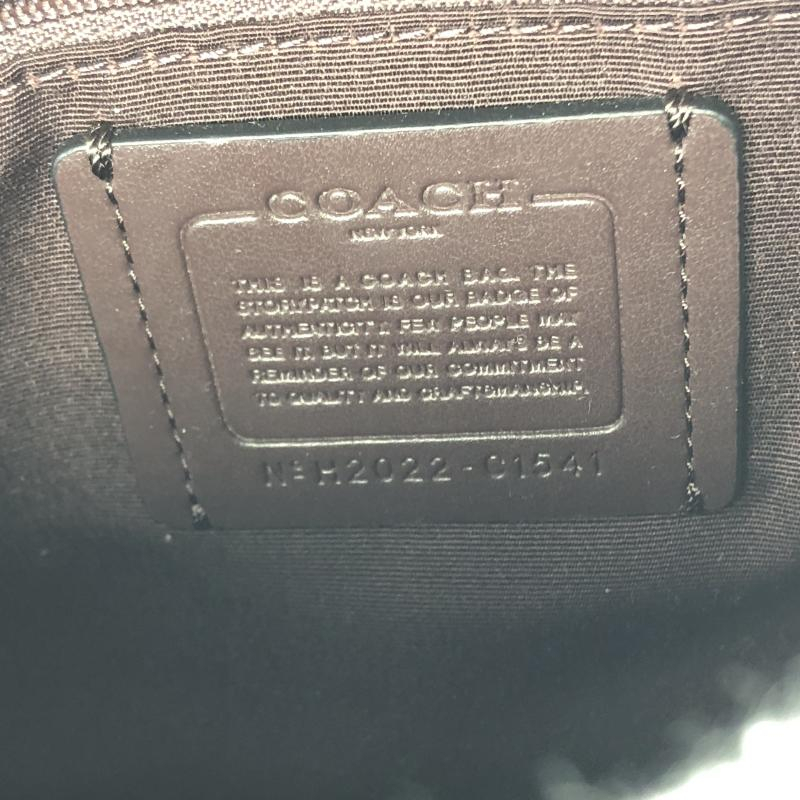 COACH
NEW YORK
THIS IS A COACH BAG. THE
STORYPATCH IS OUR BADGE OF
AUTHENTICITY. FEW PEOPLE MAY
SEE IT, BUT IT WILL ALWAYS BE A
REMINDER OF OUR COMMITMENT
TO QUALITY AND CRAFTSMANSHIP.
Nº H2022-C1541